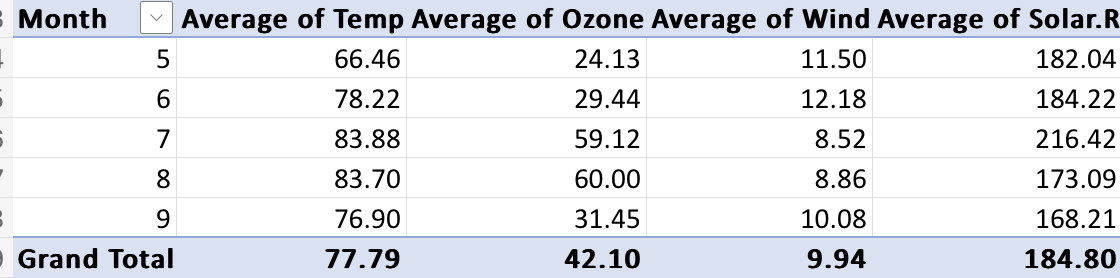 Month Average of Temp Average of Ozone Average of Wind Average of Solar.R
5 66.46 24.13 11.50 182.04
6 78.22 29.44 12.18 184.22
7 83.88 59.12 8.52 216.42
8 83.70 60.00 8.86 173.09
9 76.90 31.45 10.08 168.21
Grand Total 77.79 42.10 9.94 184.80